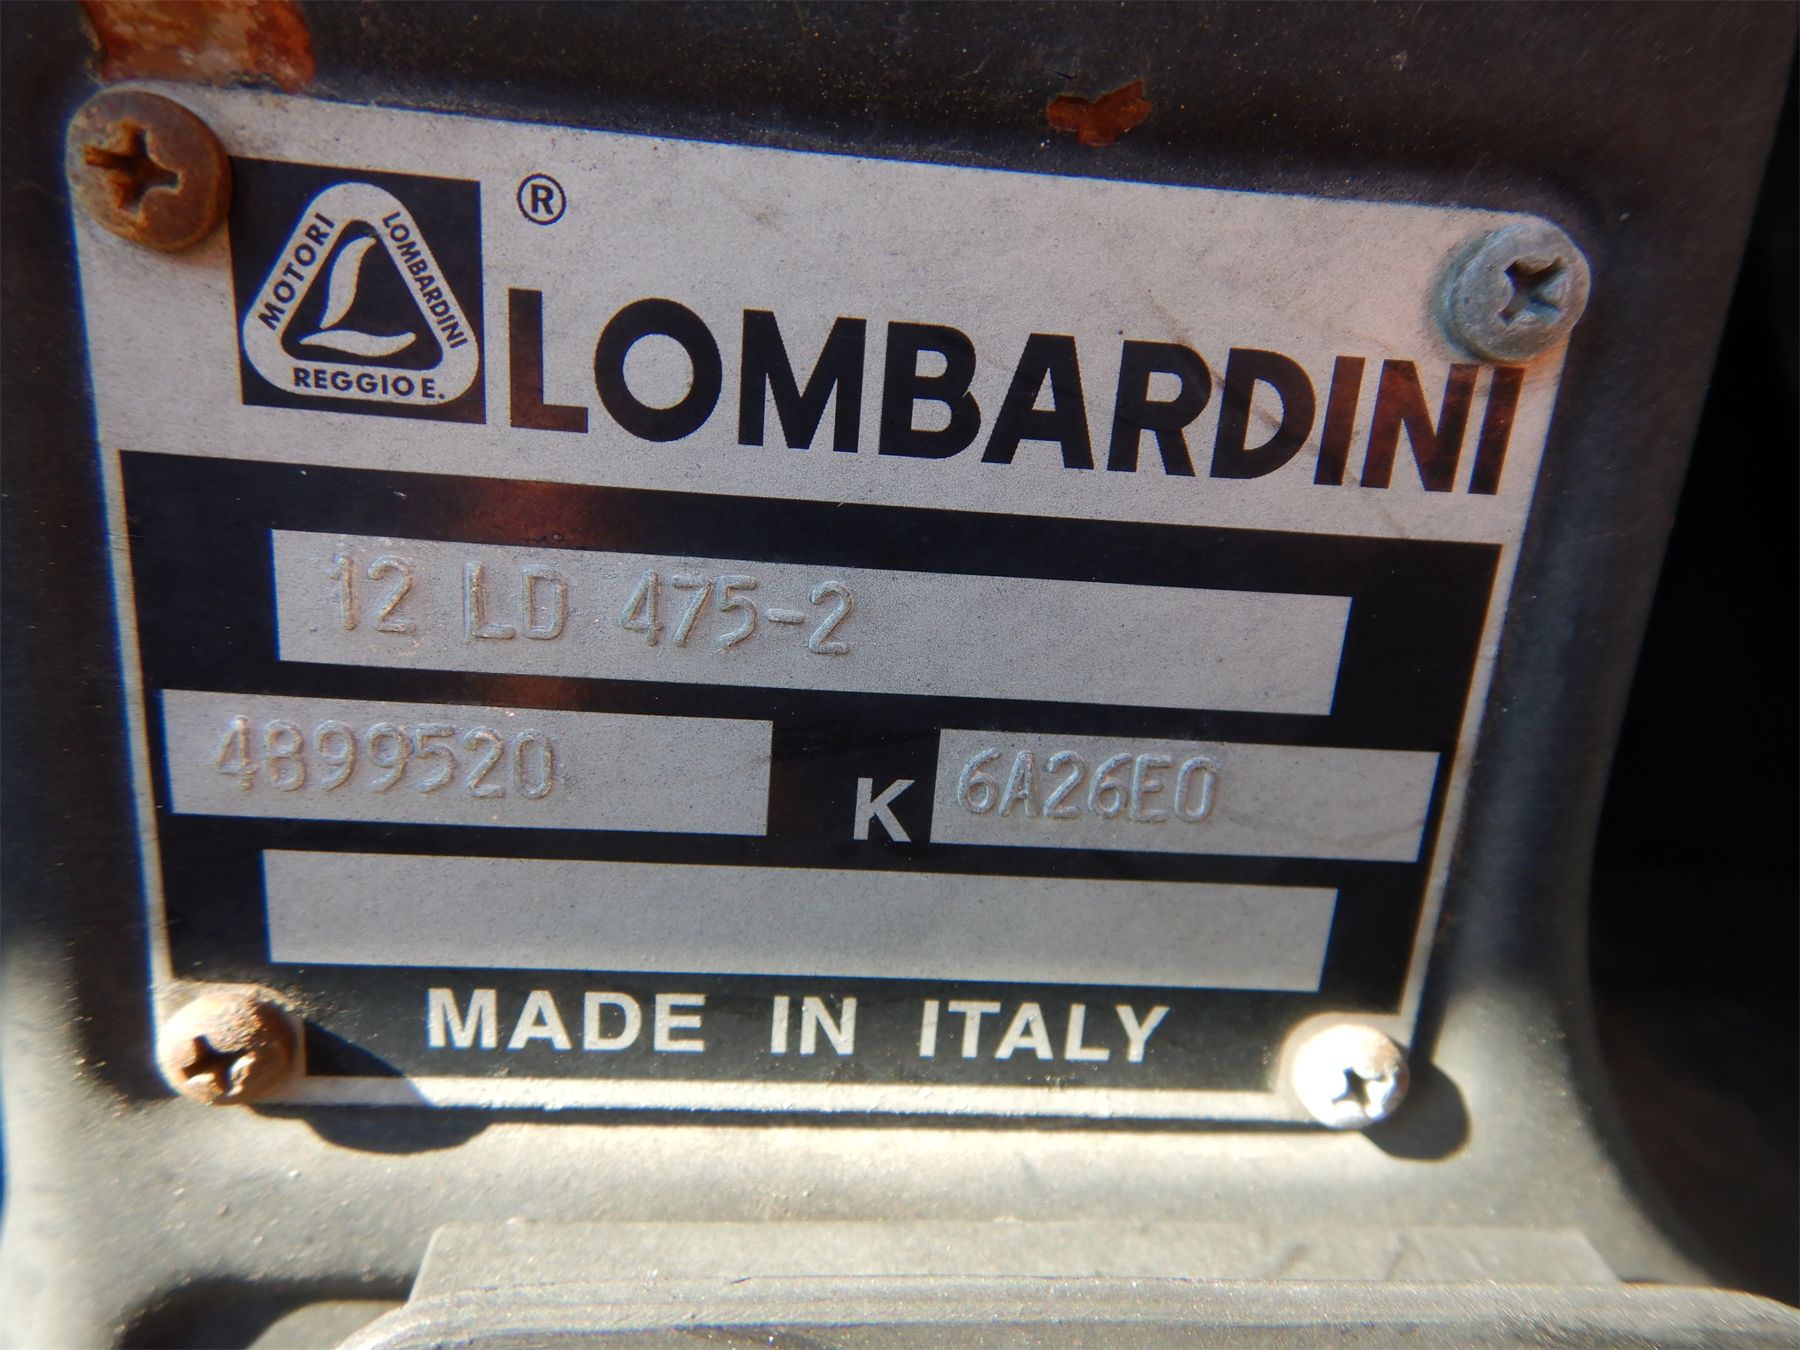 MOTORI LOMBARDINI
REGGIO E.
®
LOMBARDINI
12 LD 475-2
4899520 K 6A26E0
MADE IN ITALY